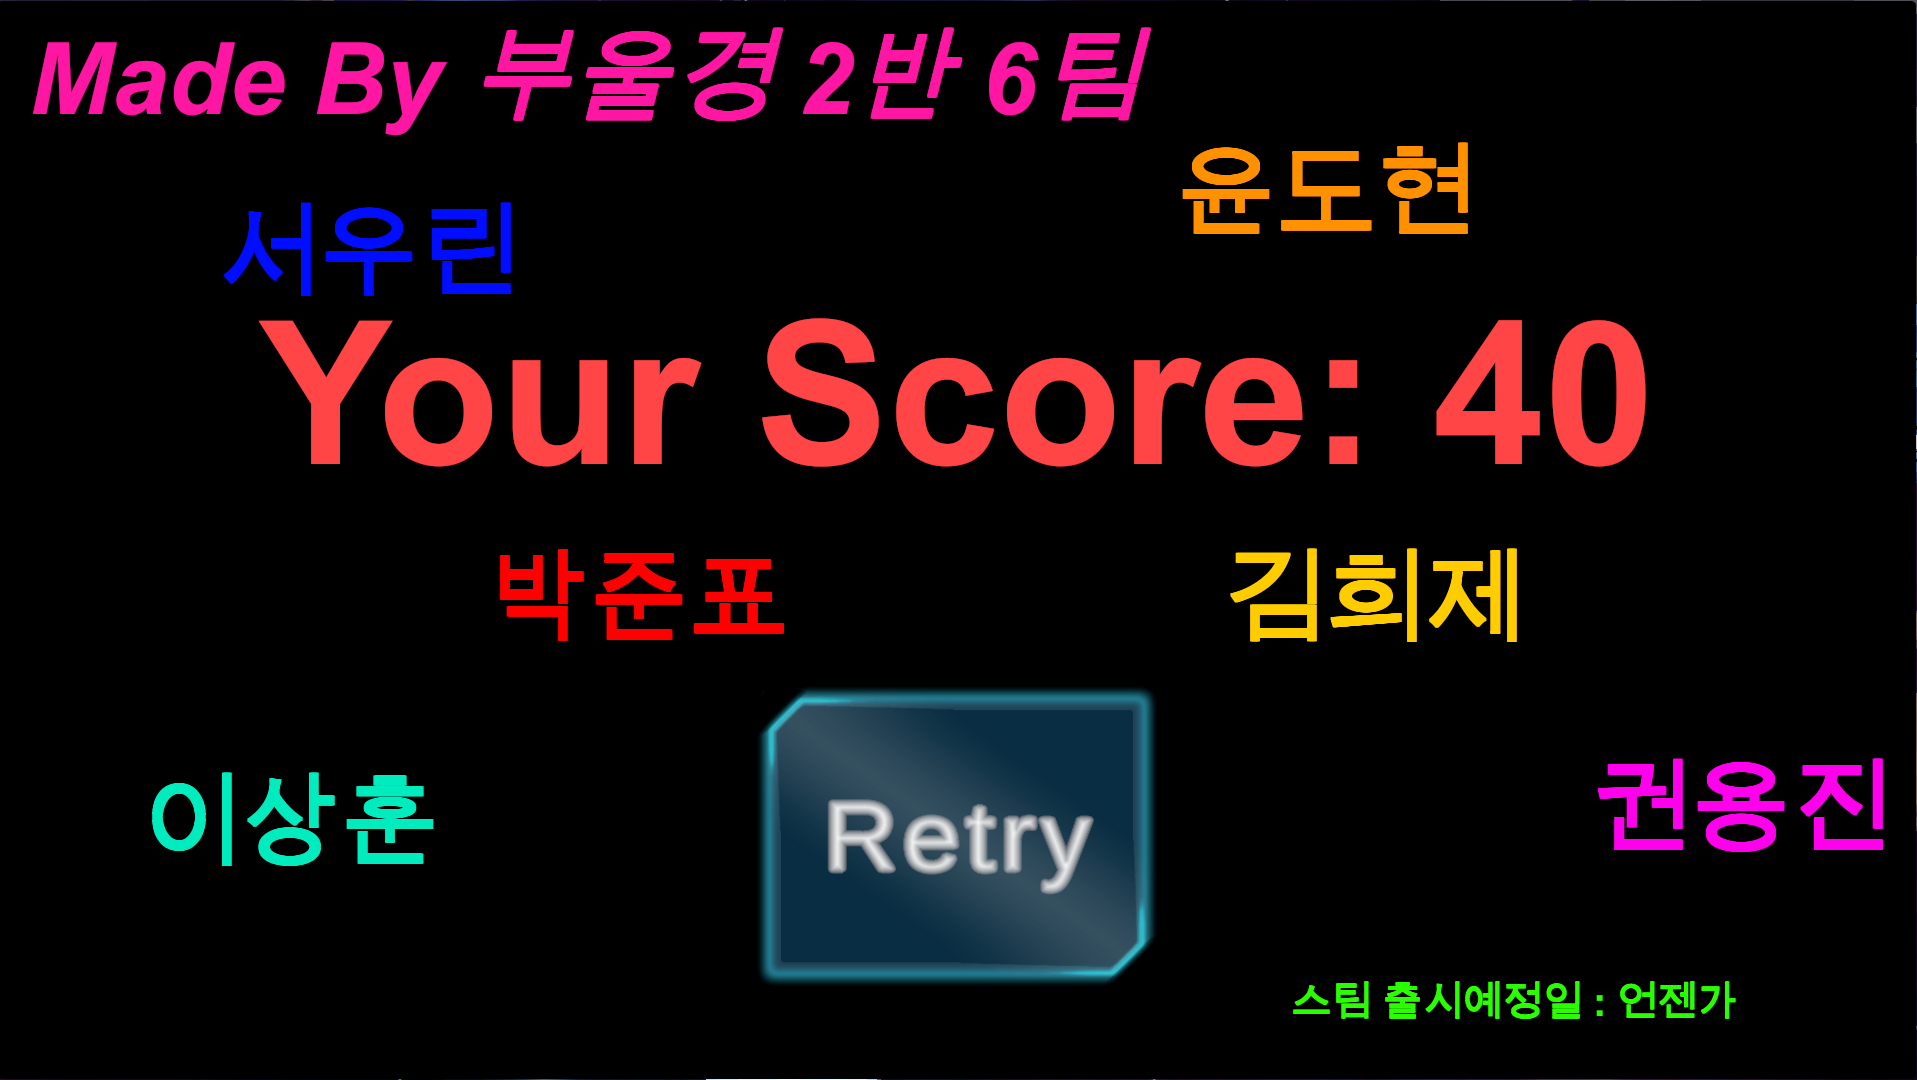 Made By 부울경 2반 6팀
윤도현
서우린
Your Score: 40
박준표
김희제
이상훈
권용진
Retry
스팀 출시예정일 : 언젠가